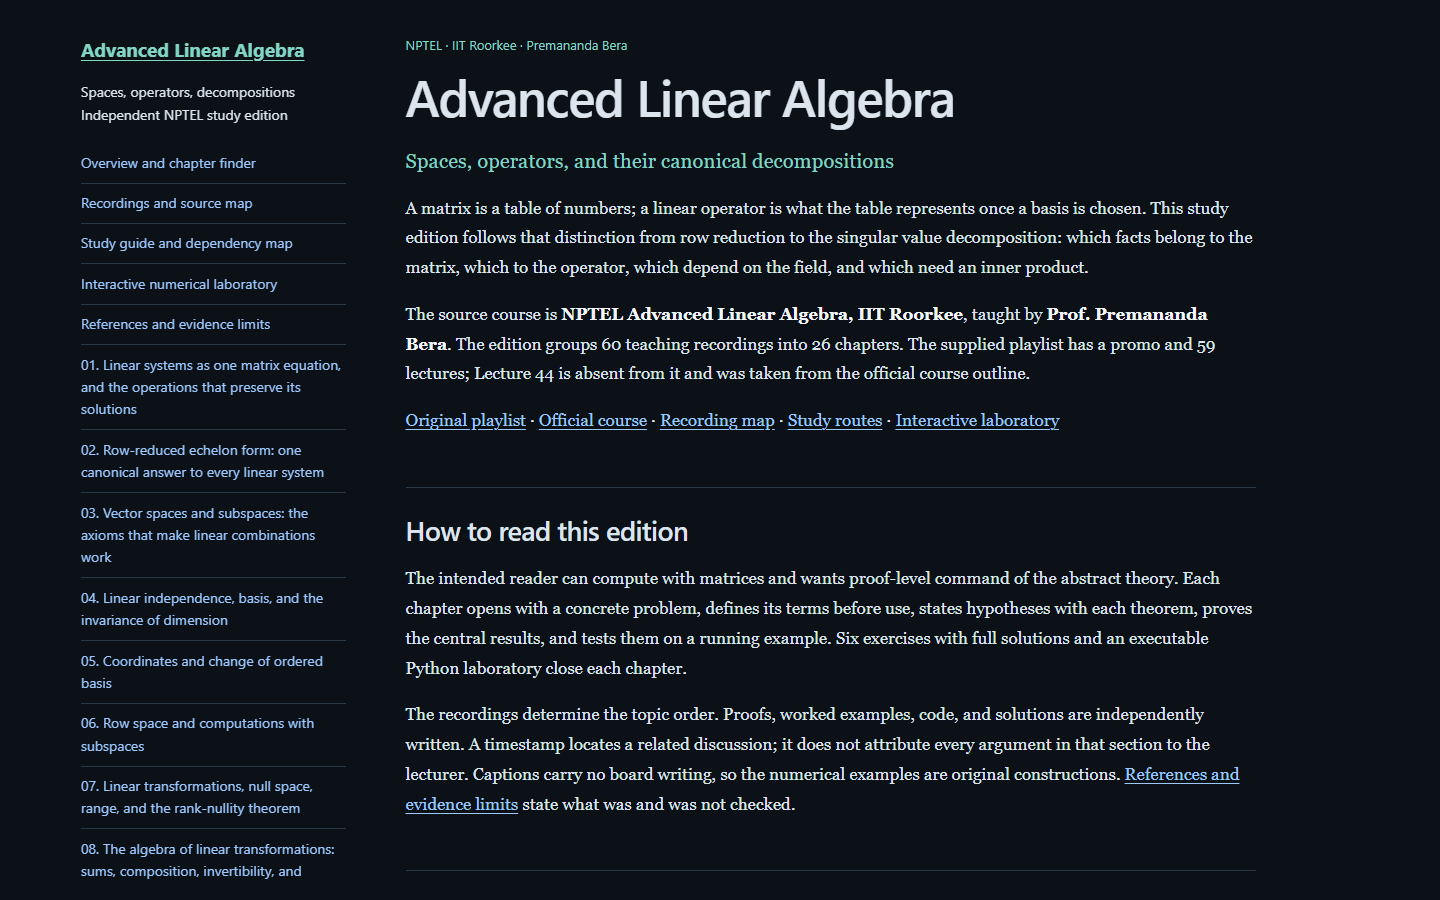 Advanced Linear Algebra
Spaces, operators, decompositions
Independent NPTEL study edition
Overview and chapter finder
Recordings and source map
Study guide and dependency map
Interactive numerical laboratory
References and evidence limits
01. Linear systems as one matrix equation,
and the operations that preserve its
solutions
02. Row-reduced echelon form: one
canonical answer to every linear system
03. Vector spaces and subspaces: the
axioms that make linear combinations
work
04. Linear independence, basis, and the
invariance of dimension
05. Coordinates and change of ordered
basis
06. Row space and computations with
subspaces
07. Linear transformations, null space,
range, and the rank-nullity theorem
08. The algebra of linear transformations:
sums, composition, invertibility, and
NPTEL · IIT Roorkee · Premananda Bera
Advanced Linear Algebra
Spaces, operators, and their canonical decompositions
A matrix is a table of numbers; a linear operator is what the table represents once a basis is chosen. This study
edition follows that distinction from row reduction to the singular value decomposition: which facts belong to the
matrix, which to the operator, which depend on the field, and which need an inner product.
The source course is NPTEL Advanced Linear Algebra, IIT Roorkee, taught by Prof. Premananda
Bera. The edition groups 60 teaching recordings into 26 chapters. The supplied playlist has a promo and 59
lectures; Lecture 44 is absent from it and was taken from the official course outline.
Original playlist · Official course · Recording map · Study routes · Interactive laboratory
How to read this edition
The intended reader can compute with matrices and wants proof-level command of the abstract theory. Each
chapter opens with a concrete problem, defines its terms before use, states hypotheses with each theorem, proves
the central results, and tests them on a running example. Six exercises with full solutions and an executable
Python laboratory close each chapter.
The recordings determine the topic order. Proofs, worked examples, code, and solutions are independently
written. A timestamp locates a related discussion; it does not attribute every argument in that section to the
lecturer. Captions carry no board writing, so the numerical examples are original constructions. References and
evidence limits state what was and was not checked.